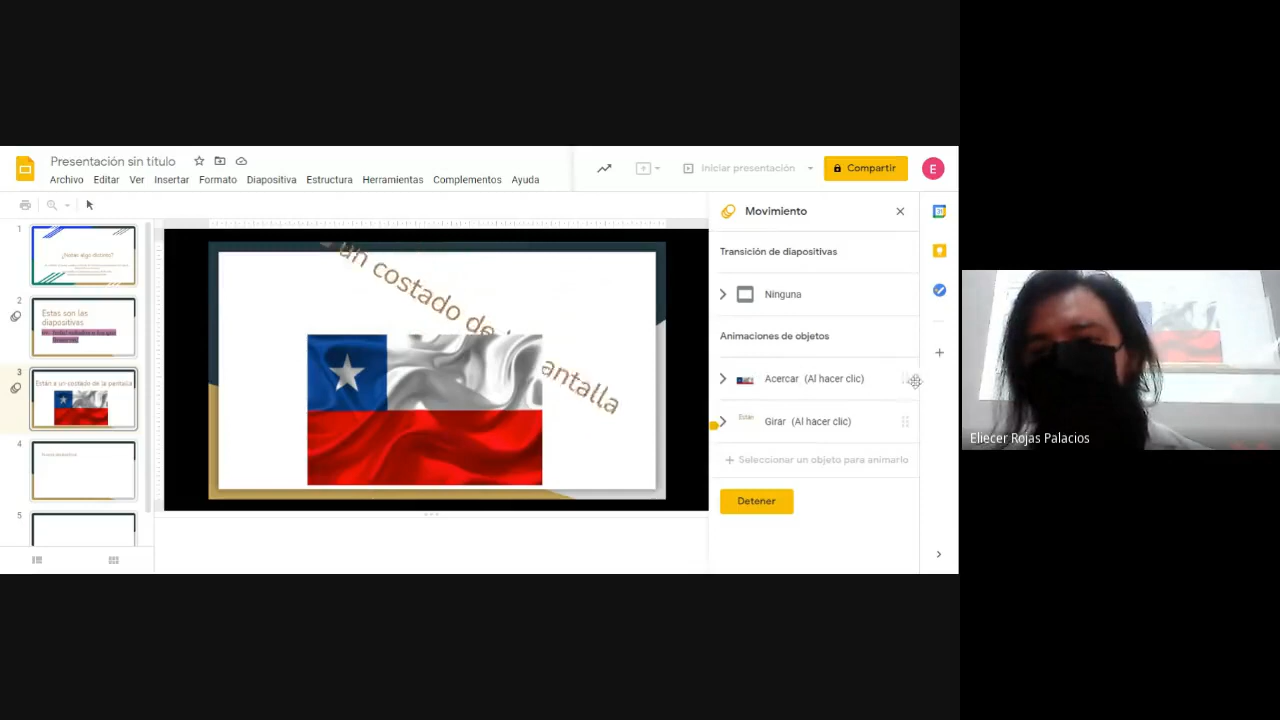 Presentación sin título
Archivo Editar Ver Insertar Formato Diapositiva Estructura Herramientas Complementos Ayuda
Iniciar presentación
Compartir
E
1
¿Notas algo distinto?
2
Estas son las
diapositivas
3
Están a un costado de la pantalla
4
5
un costado de
antalla
Movimiento
Transición de diapositivas
Ninguna
Animaciones de objetos
Acercar (Al hacer clic)
Girar (Al hacer clic)
+ Seleccionar un objeto para animarlo
Detener
31
Eliecer Rojas Palacios